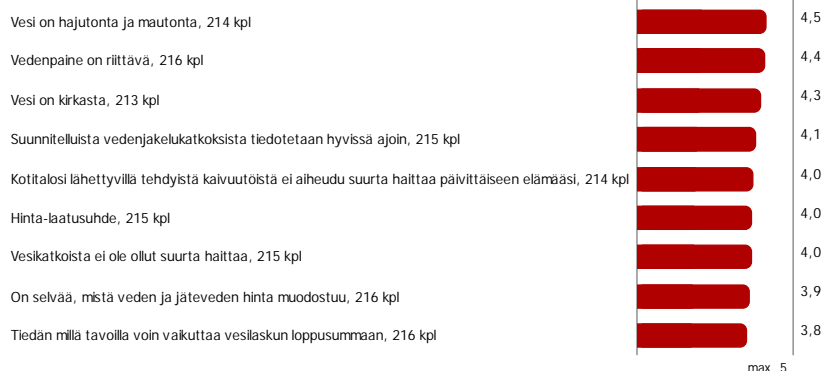 Vesi on hajutonta ja mautonta, 214 kpl 4,5
Vedenpaine on riittävä, 216 kpl 4,4
Vesi on kirkasta, 213 kpl 4,3
Suunnitelluista vedenjakelukatkoksista tiedotetaan hyvissä ajoin, 215 kpl 4,1
Kotitalosi lähettyvillä tehdyistä kaivuutöistä ei aiheudu suurta haittaa päivittäiseen elämääsi, 214 kpl 4,0
Hinta-laatusuhde, 215 kpl 4,0
Vesikatkoista ei ole ollut suurta haittaa, 215 kpl 4,0
On selvää, mistä veden ja jäteveden hinta muodostuu, 216 kpl 3,9
Tiedän millä tavoilla voin vaikuttaa vesilaskun loppusummaan, 216 kpl 3,8
max. 5